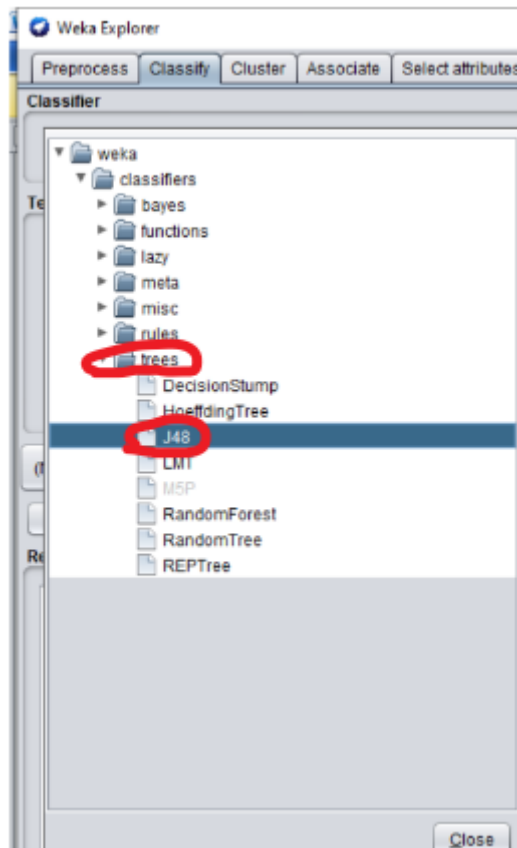 Weka Explorer
Preprocess Classify Cluster Associate Select attributes
Classifier
weka
classifiers
bayes
functions
lazy
meta
misc
rules
trees
DecisionStump
HoeffdingTree
J48
LMT
M5P
RandomForest
RandomTree
REPTree
Close